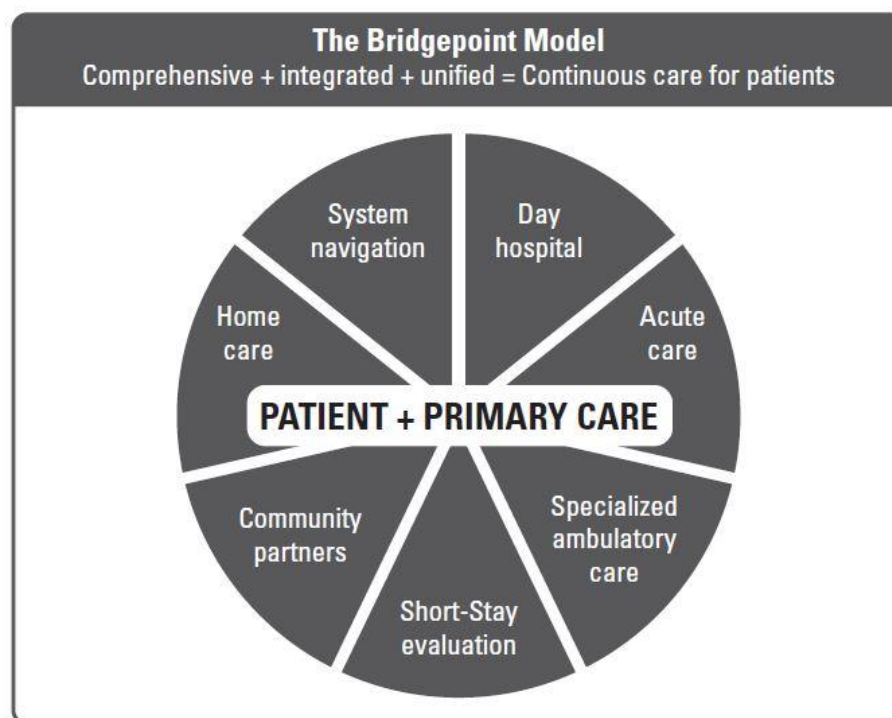 The Bridgepoint Model
Comprehensive + integrated + unified = Continuous care for patients
System
navigation
Day
hospital
Home
care
Acute
care
PATIENT + PRIMARY CARE
Community
partners
Specialized
ambulatory
care
Short-Stay
evaluation